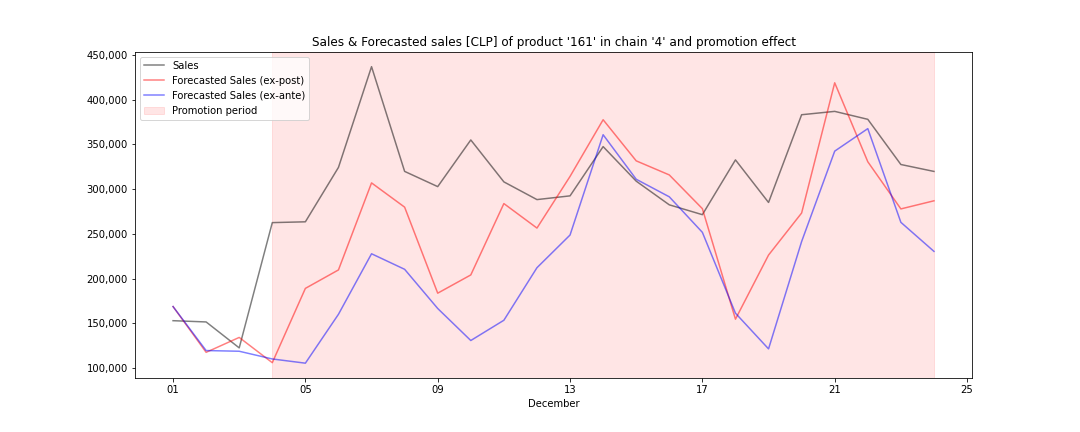 Sales & Forecasted sales [CLP] of product '161' in chain '4' and promotion effect
450,000
400,000
350,000
300,000
250,000
200,000
150,000
100,000
Sales
Forecasted Sales (ex-post)
Forecasted Sales (ex-ante)
Promotion period
01 05 09 13 17 21 25
December